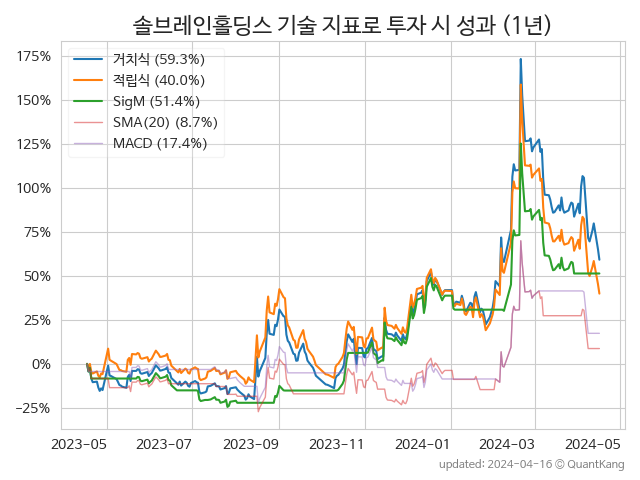 솔브레인홀딩스 기술 지표로 투자 시 성과 (1년)
175%
150%
125%
100%
75%
50%
25%
0%
−25%
거치식 (59.3%)
적립식 (40.0%)
SigM (51.4%)
SMA(20) (8.7%)
MACD (17.4%)
2023-05 2023-07 2023-09 2023-11 2024-01 2024-03 2024-05
updated: 2024-04-16 © QuantKang